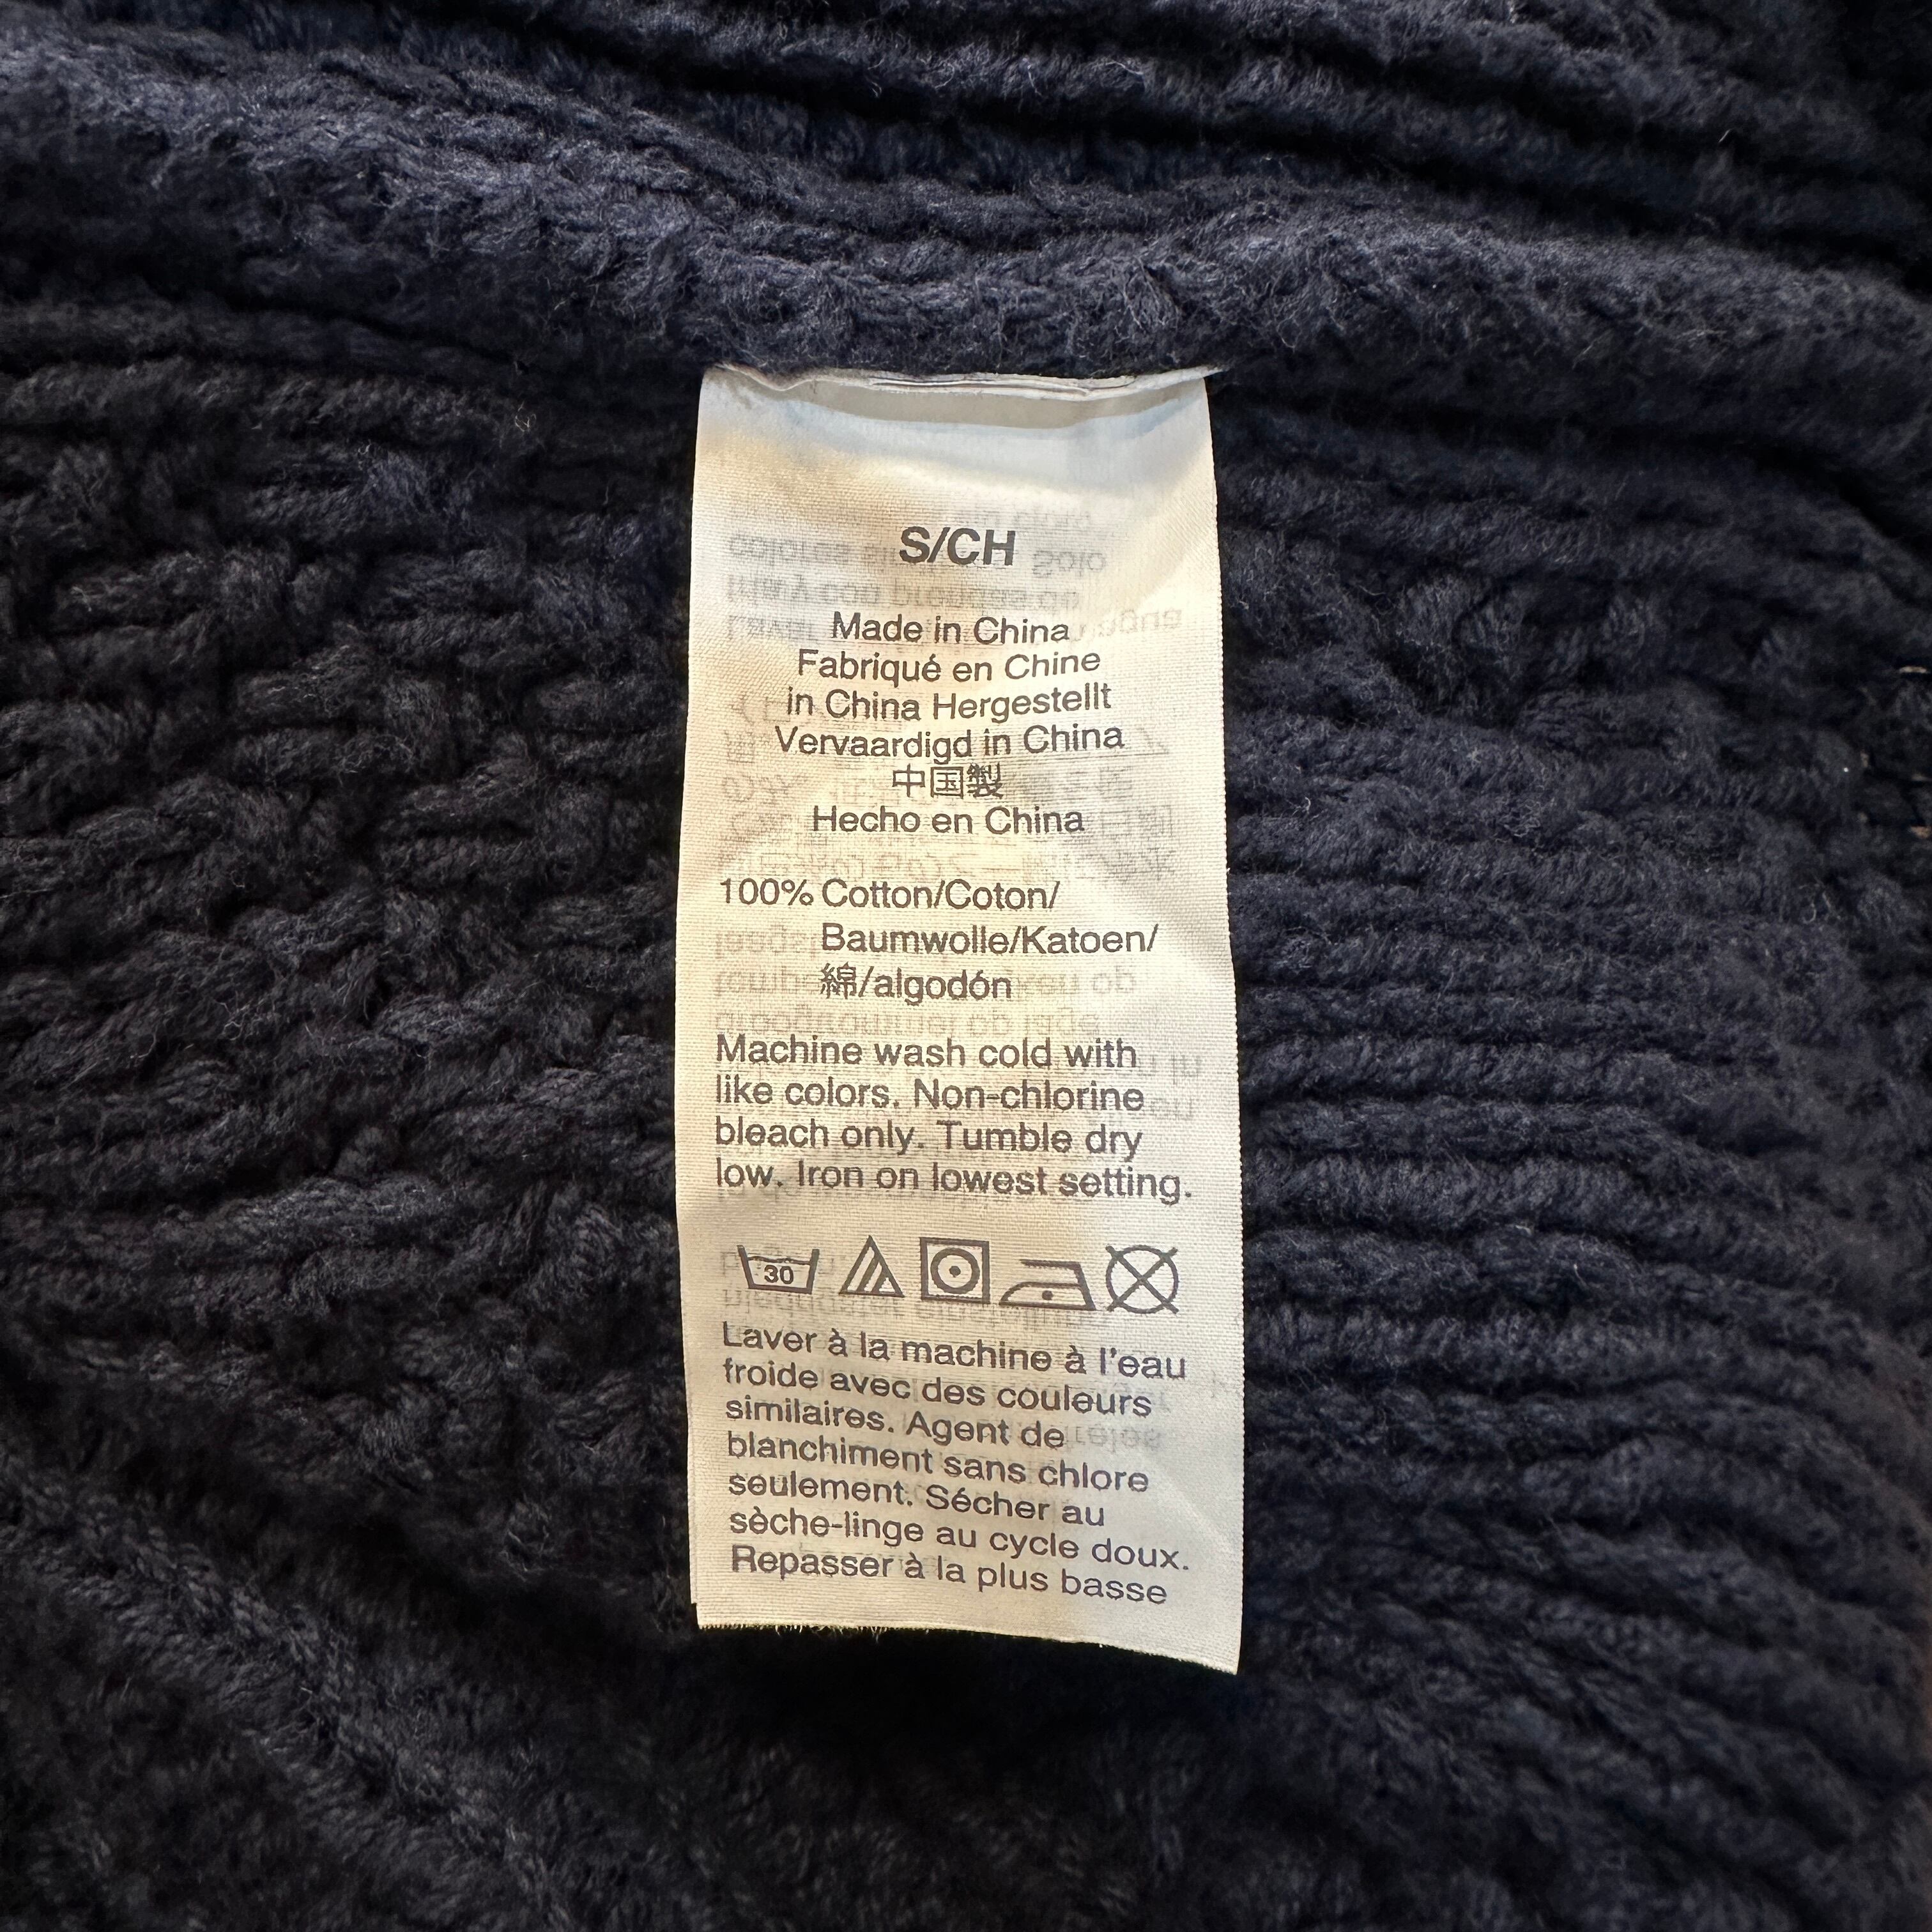 S/CH
Made in China
Fabriqué en Chine
in China Hergestellt
Vervaardigd in China
中国製
Hecho en China
100% Cotton/Coton/
Baumwolle/Katoen/
綿/algodón
Machine wash cold with
like colors. Non-chlorine
bleach only. Tumble dry
low. Iron on lowest setting.
30
Laver à la machine à l'eau
froide avec des couleurs
similaires. Agent de
blanchiment sans chlore
seulement. Sécher au
sèche-linge au cycle doux.
Repasser à la plus basse